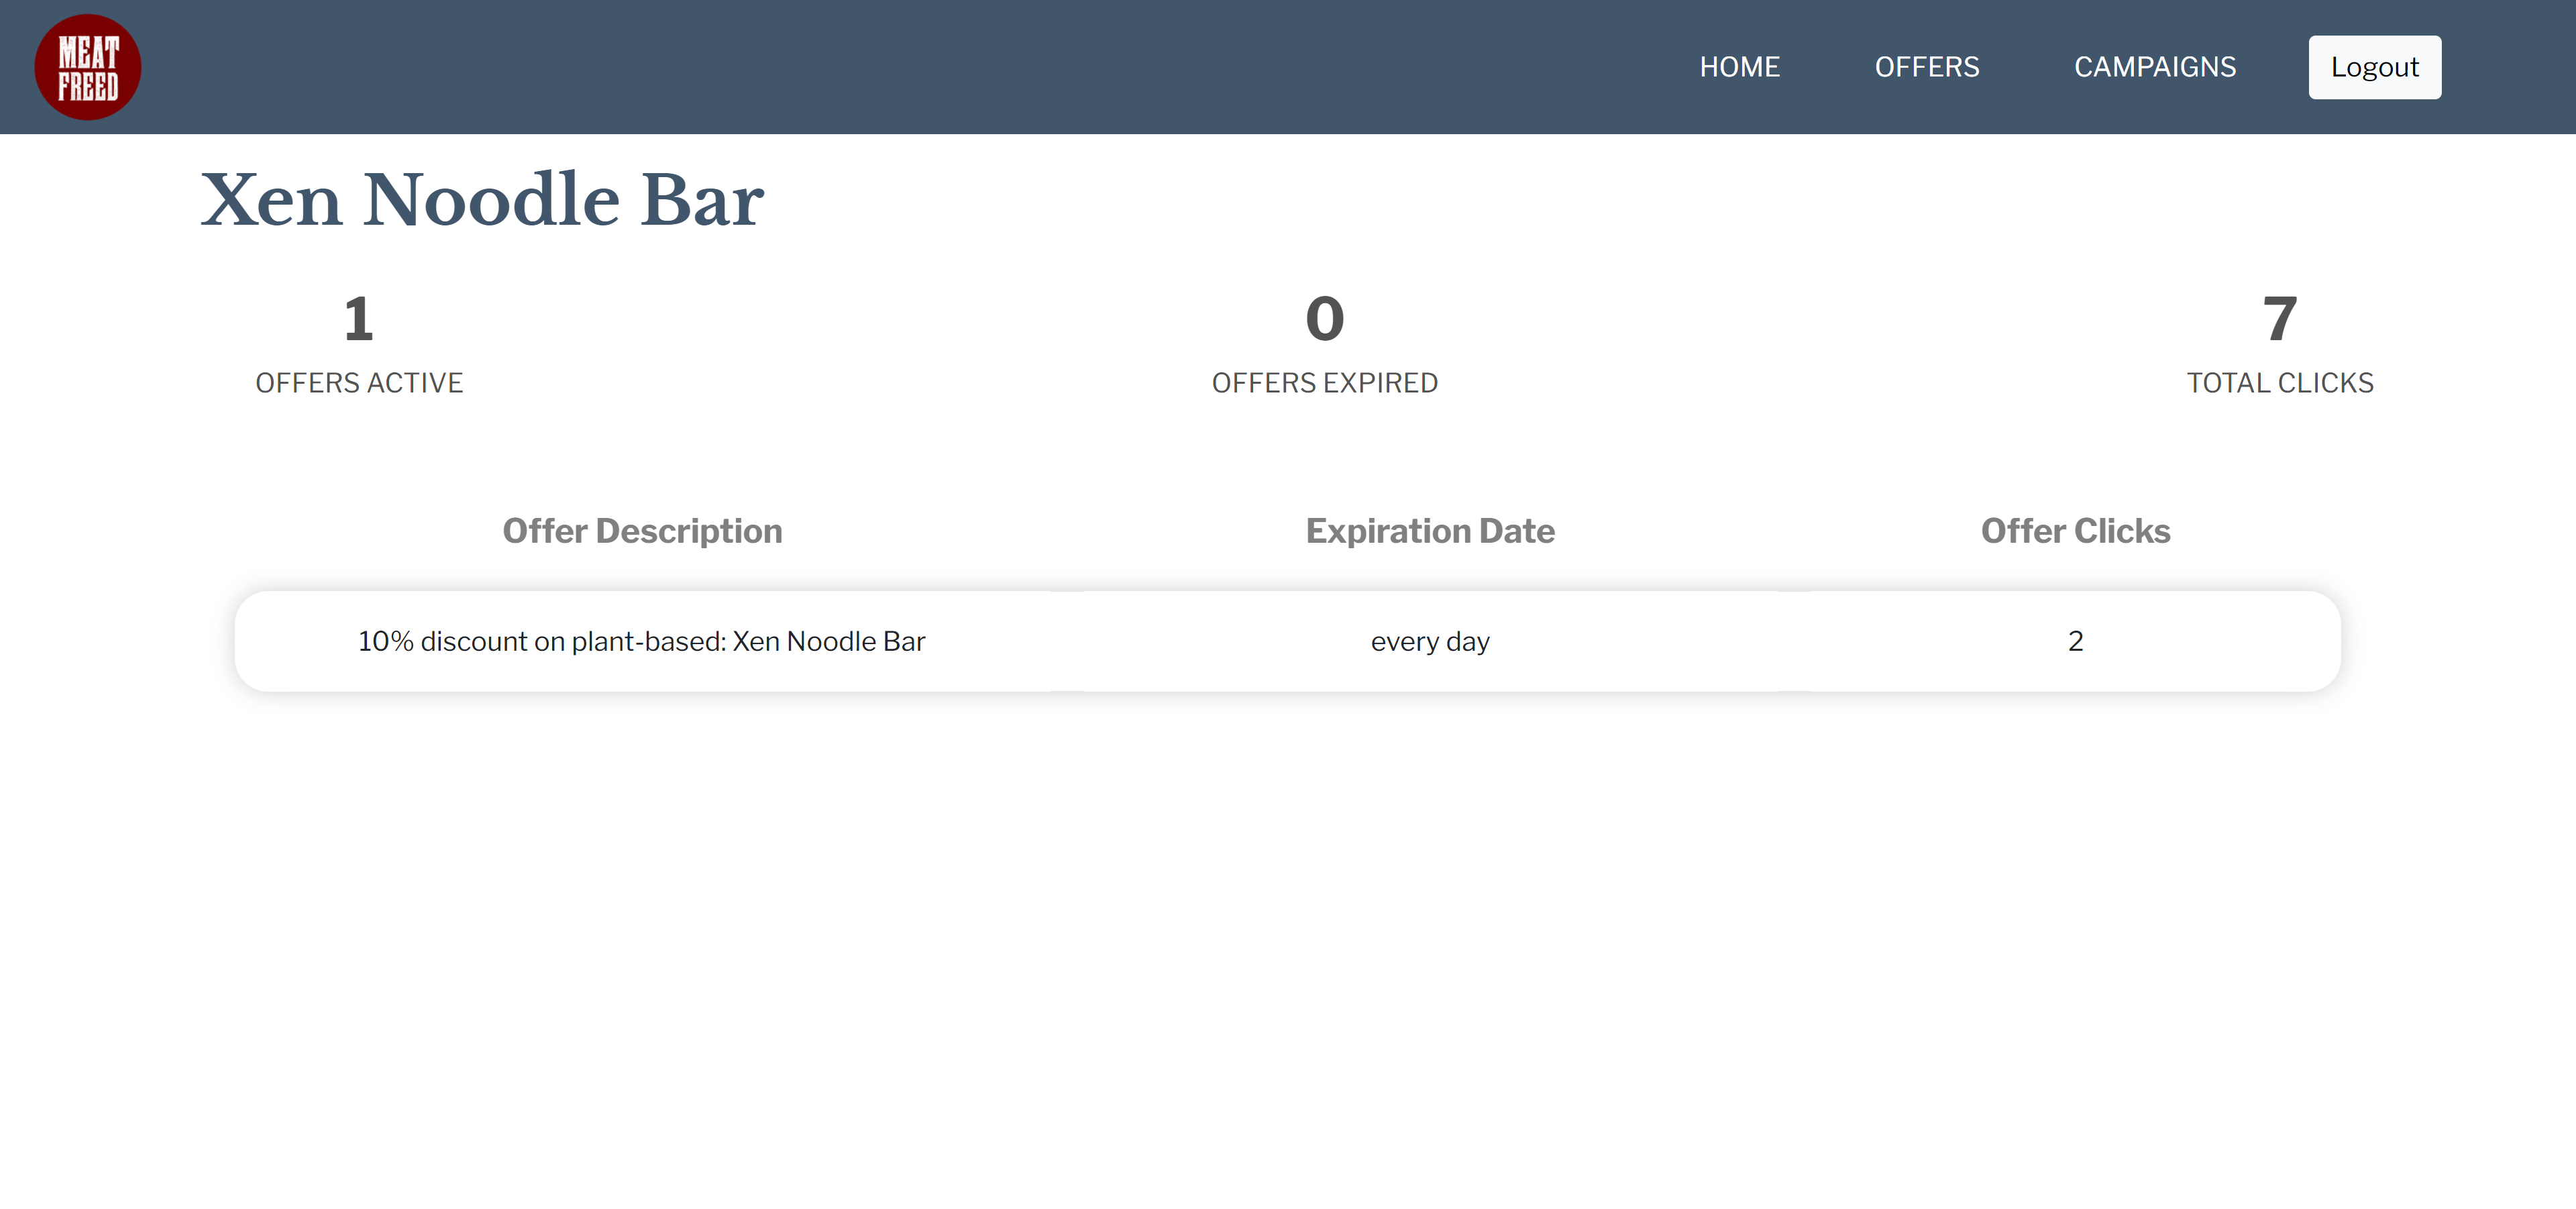 MEAT
FREED
HOME OFFERS CAMPAIGNS Logout
Xen Noodle Bar
1 0 7
OFFERS ACTIVE OFFERS EXPIRED TOTAL CLICKS
Offer Description Expiration Date Offer Clicks
10% discount on plant-based: Xen Noodle Bar every day 2